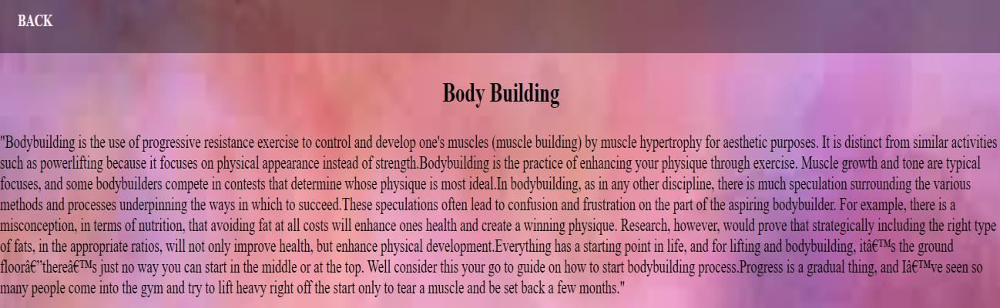 BACK
Body Building
"Bodybuilding is the use of progressive resistance exercise to control and develop one's muscles (muscle building) by muscle hypertrophy for aesthetic purposes. It is distinct from similar activities
such as powerlifting because it focuses on physical appearance instead of strength.Bodybuilding is the practice of enhancing your physique through exercise. Muscle growth and tone are typical
focuses, and some bodybuilders compete in contests that determine whose physique is most ideal.In bodybuilding, as in any other discipline, there is much speculation surrounding the various
methods and processes underpinning the ways in which to succeed.These speculations often lead to confusion and frustration on the part of the aspiring bodybuilder. For example, there is a
misconception, in terms of nutrition, that avoiding fat at all costs will enhance ones health and create a winning physique. Research, however, would prove that strategically including the right type
of fats, in the appropriate ratios, will not only improve health, but enhance physical development.Everything has a starting point in life, and for lifting and bodybuilding, itâ€™s the ground
floorâ€”thereâ€™s just no way you can start in the middle or at the top. Well consider this your go to guide on how to start bodybuilding process.Progress is a gradual thing, and Iâ€™ve seen so
many people come into the gym and try to lift heavy right off the start only to tear a muscle and be set back a few months."